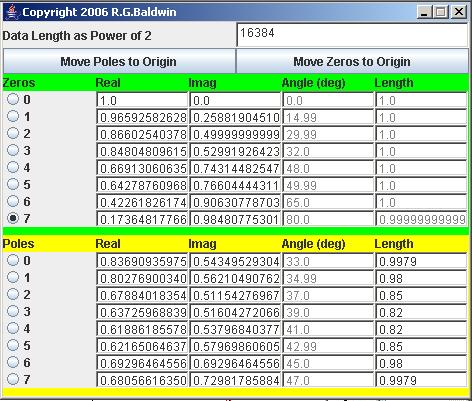 Copyright 2006 R.G.Baldwin
Data Length as Power of 2 16384
Move Poles to Origin Move Zeros to Origin
Zeros Real Imag Angle (deg) Length
0 1.0 0.0 0.0 1.0
1 0.96592582628 0.25881904510 14.99 1.0
2 0.86602540378 0.49999999999 29.99 1.0
3 0.84804809615 0.52991926423 32.0 1.0
4 0.66913060635 0.74314482547 48.0 1.0
5 0.64278760968 0.76604444311 49.99 1.0
6 0.42261826174 0.90630778703 65.0 1.0
7 0.17364817766 0.98480775301 80.0 0.99999999999
Poles Real Imag Angle (deg) Length
0 0.83690935975 0.54349529304 33.0 0.9979
1 0.80276900340 0.56210490762 34.99 0.98
2 0.67884018354 0.51154276967 37.0 0.85
3 0.63725968839 0.51604272066 39.0 0.82
4 0.61886185578 0.53796840377 41.0 0.82
5 0.62165064637 0.57969860605 42.99 0.85
6 0.69296464556 0.69296464556 45.0 0.98
7 0.68056616350 0.72981785884 47.0 0.9979